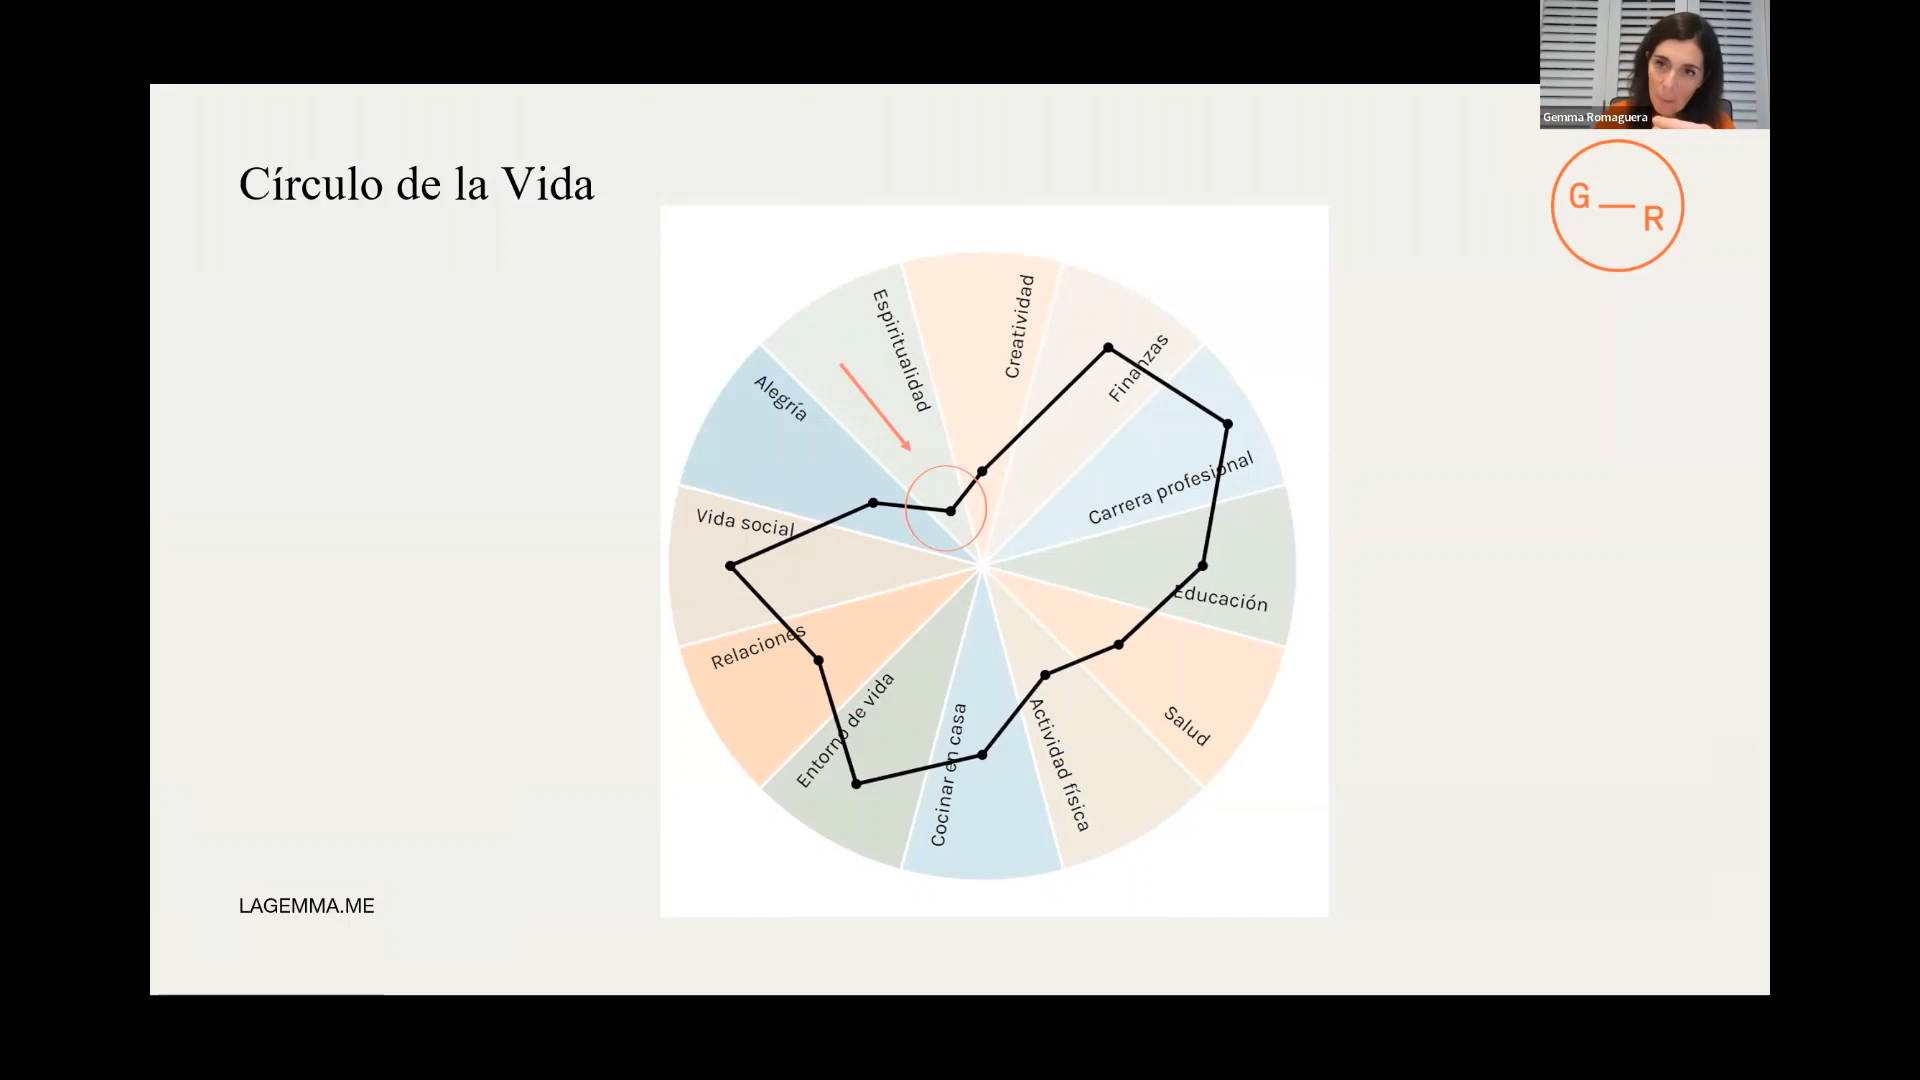 Gemma Romaguera
Círculo de la Vida
G — R
Espiritualidad
Creatividad
Finanzas
Alegría
Carrera profesional
Vida social
Educación
Relaciones
Entorno de vida
Cocinar en casa
Actividad física
Salud
LAGEMMA.ME